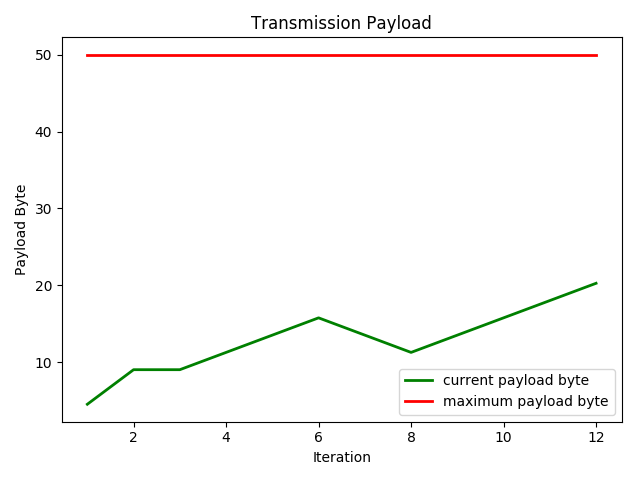 Transmission Payload
50
40
30
20
10
Payload Byte
current payload byte
maximum payload byte
2 4 6 8 10 12
Iteration